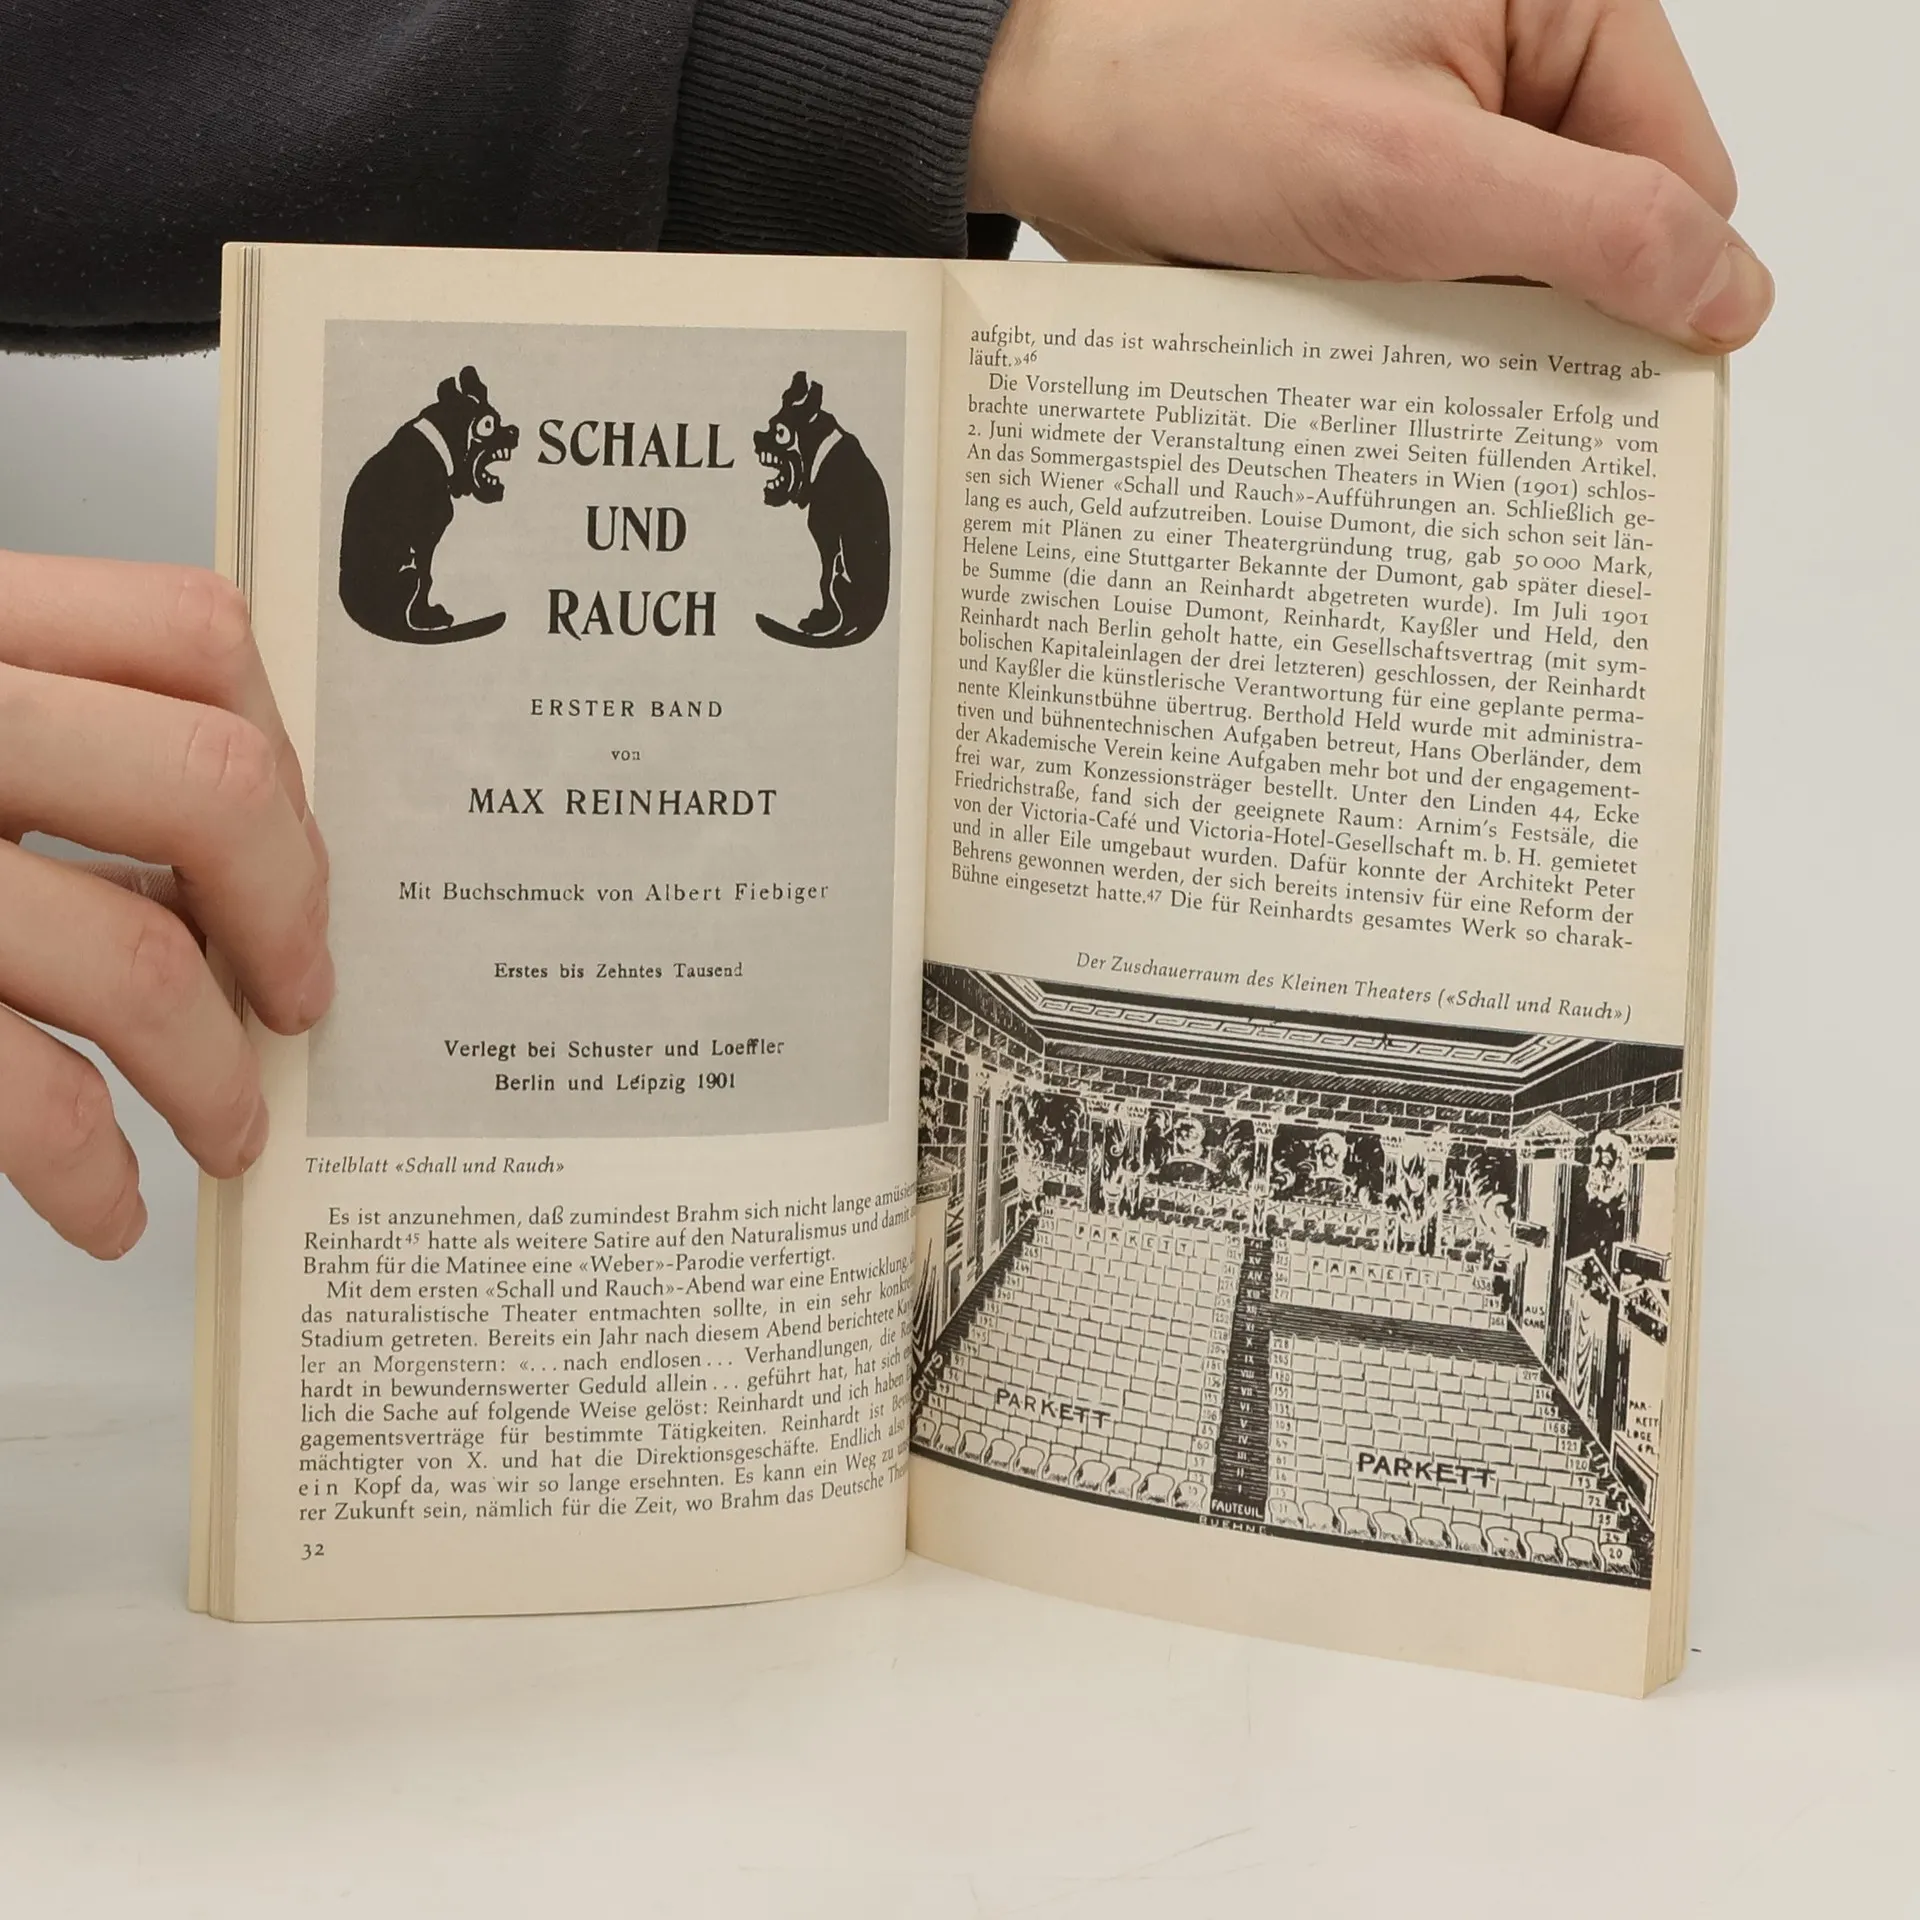 SCHALL
UND
RAUCH
ERSTER BAND
von
MAX REINHARDT
Mit Buchschmuck von Albert Fiebiger
Erstes bis Zehntes Tausend
Verlegt bei Schuster und Loeffler
Berlin und Leipzig 1901
Titelblatt «Schall und Rauch»
Es ist anzunehmen, daß zumindest Brahm sich nicht lange
Reinhardt⁴⁵ hatte als weitere Satire auf den Naturalismus und damit
Brahm für die Matinee eine «Weber»-Parodie verfertigt.
Mit dem ersten «Schall und Rauch»-Abend war eine Entwicklung,
das naturalistische Theater entmachten sollte, in ein sehr
Stadium getreten. Bereits ein Jahr nach diesem Abend berichtete
ler an Morgenstern: «... nach endlosen ... Verhandlungen, die
hardt in bewundernswerter Geduld allein ... geführt hat, hat sich
lich die Sache auf folgende Weise gelöst: Reinhardt und ich haben
gagementsverträge für bestimmte Tätigkeiten. Reinhardt ist
mächtigter von X. und hat die Direktionsgeschäfte. Endlich also
ein Kopf da, was wir so lange ersehnten. Es kann ein Weg zu
rer Zukunft sein, nämlich für die Zeit, wo Brahm das Deutsche
32
aufgibt, und das ist wahrscheinlich in zwei Jahren, wo sein Vertrag ab-
läuft.»⁴⁶
Die Vorstellung im Deutschen Theater war ein kolossaler Erfolg und
brachte unerwartete Publizität. Die «Berliner Illustrirte Zeitung» vom
2. Juni widmete der Veranstaltung einen zwei Seiten füllenden Artikel.
An das Sommergastspiel des Deutschen Theaters in Wien (1901) schlos-
sen sich Wiener «Schall und Rauch»-Aufführungen an. Schließlich ge-
lang es auch, Geld aufzutreiben. Louise Dumont, die sich schon seit län-
gerem mit Plänen zu einer Theatergründung trug, gab 50 000 Mark,
Helene Leins, eine Stuttgarter Bekannte der Dumont, gab später diesel-
be Summe (die dann an Reinhardt abgetreten wurde). Im Juli 1901
wurde zwischen Louise Dumont, Reinhardt, Kayßler und Held, den
Reinhardt nach Berlin geholt hatte, ein Gesellschaftsvertrag (mit sym-
bolischen Kapitaleinlagen der drei letzteren) geschlossen, der Reinhardt
und Kayßler die künstlerische Verantwortung für eine geplante perma-
nente Kleinkunstbühne übertrug. Berthold Held wurde mit administra-
tiven und bühnentechnischen Aufgaben betreut, Hans Oberländer, dem
der Akademische Verein keine Aufgaben mehr bot und der engagement-
frei war, zum Konzessionsträger bestellt. Unter den Linden 44, Ecke
Friedrichstraße, fand sich der geeignete Raum: Arnim's Festsäle, die
von der Victoria-Café und Victoria-Hotel-Gesellschaft m. b. H. gemietet
und in aller Eile umgebaut wurden. Dafür konnte der Architekt Peter
Behrens gewonnen werden, der sich bereits intensiv für eine Reform der
Bühne eingesetzt hatte.⁴⁷ Die für Reinhardts gesamtes Werk so charak-
Der Zuschauerraum des Kleinen Theaters («Schall und Rauch»)
PARKETT
PARKETT
AUS
GANG
PAR-
KETT
LOGE
6 PL.
PARKETT
PARKETT
FAUTEUIL
BUEHNE